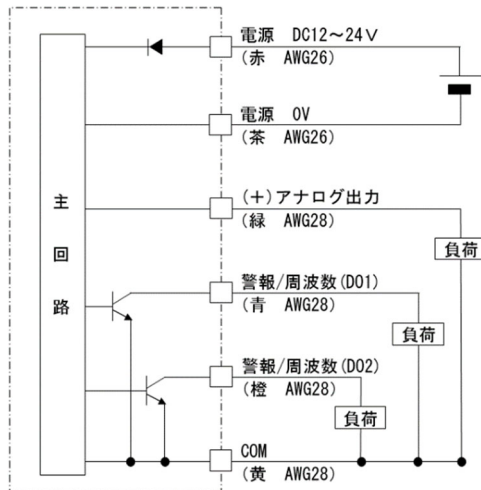 電源 DC12～24V
(赤 AWG26)
電源 0V
(茶 AWG26)
主回路
(+)アナログ出力
(緑 AWG28)
負荷
警報/周波数(DO1)
(青 AWG28)
負荷
警報/周波数(DO2)
(橙 AWG28)
負荷
COM
(黄 AWG28)